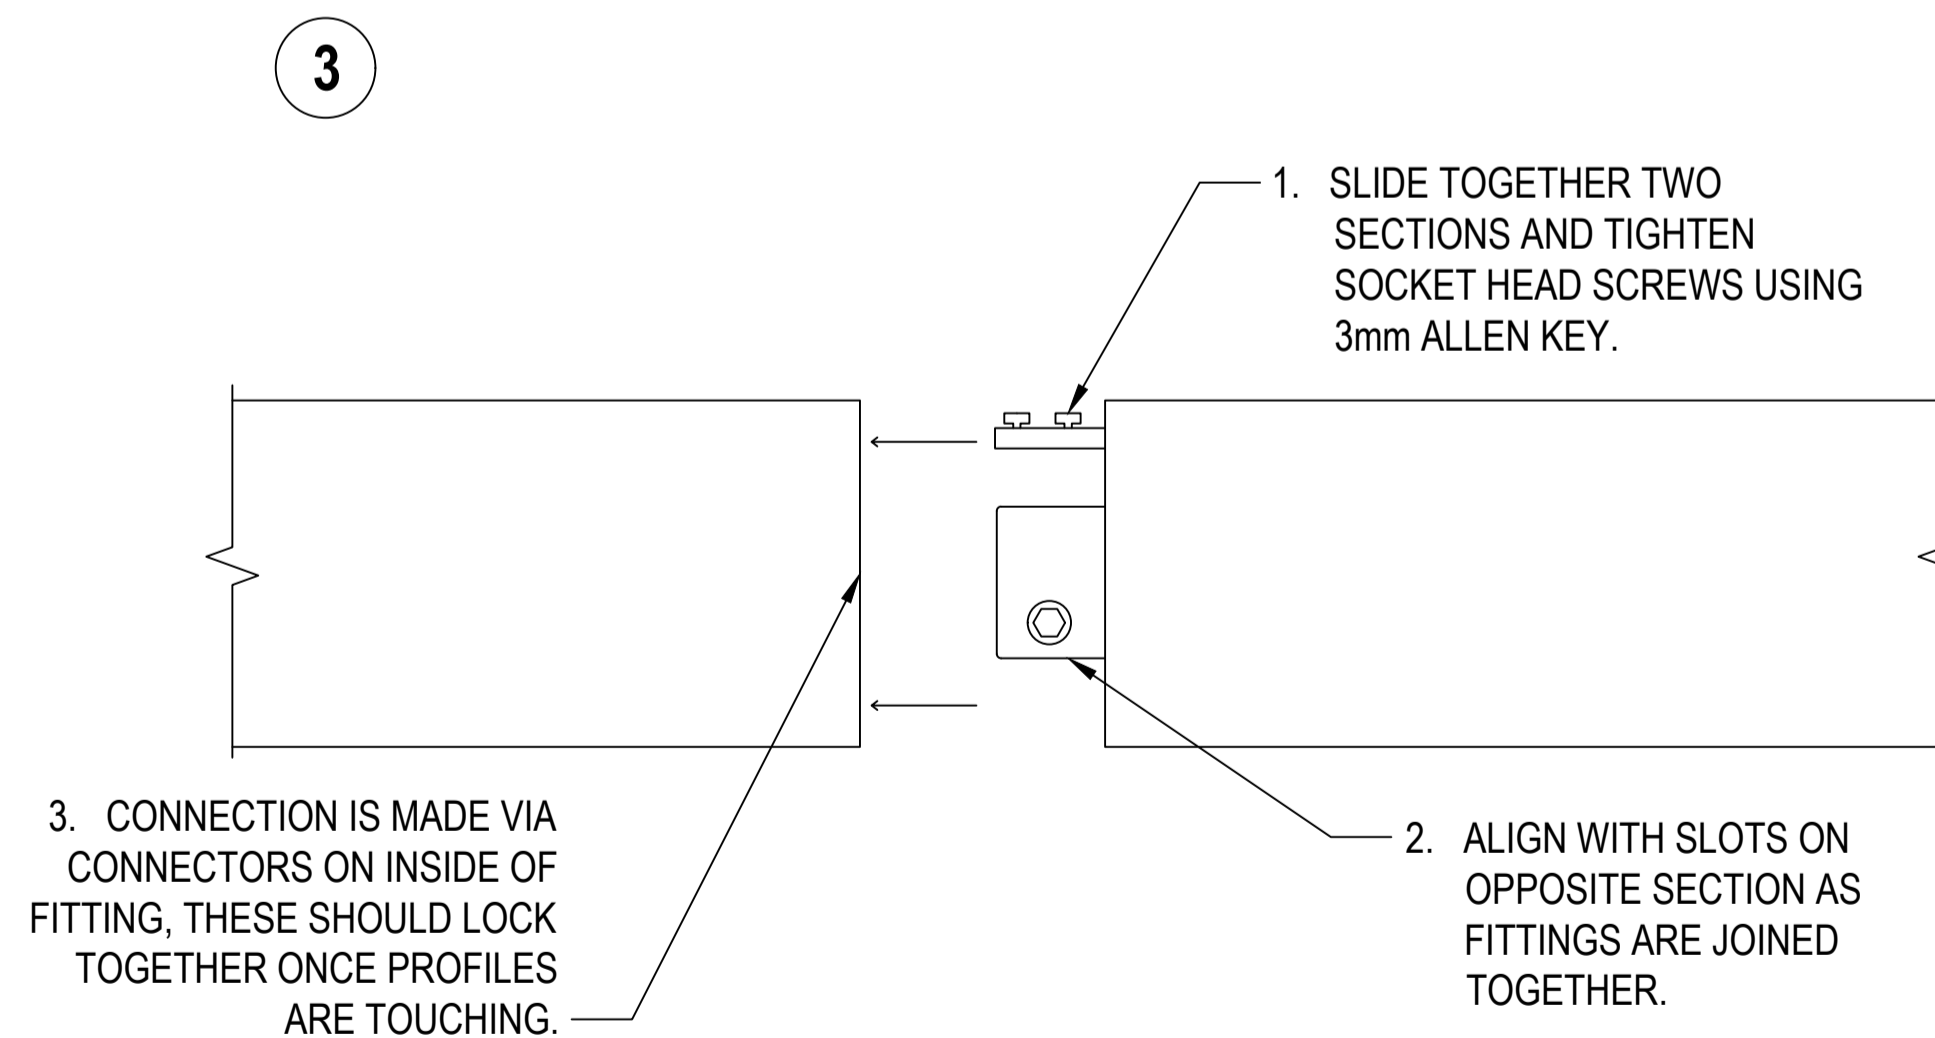 3
1. SLIDE TOGETHER TWO
SECTIONS AND TIGHTEN
SOCKET HEAD SCREWS USING
3mm ALLEN KEY.
3. CONNECTION IS MADE VIA
CONNECTORS ON INSIDE OF
FITTING, THESE SHOULD LOCK
TOGETHER ONCE PROFILES
ARE TOUCHING.
2. ALIGN WITH SLOTS ON
OPPOSITE SECTION AS
FITTINGS ARE JOINED
TOGETHER.